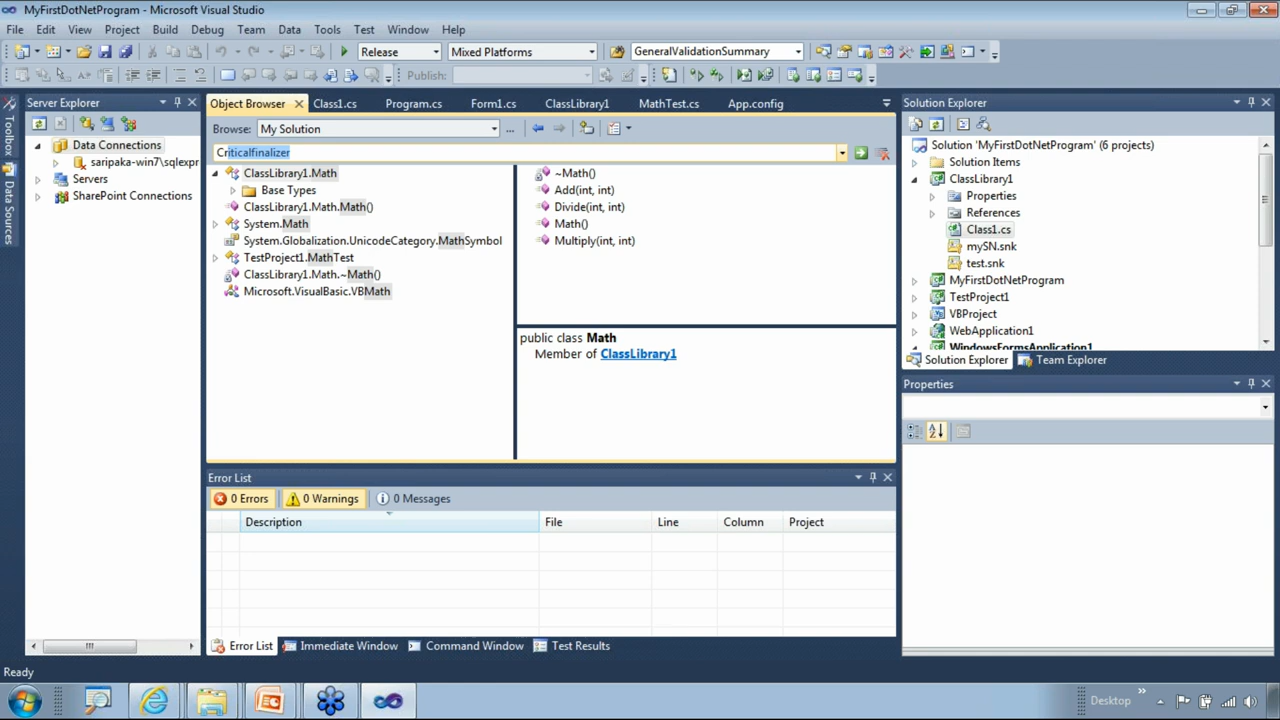 MyFirstDotNetProgram - Microsoft Visual Studio
File Edit View Project Build Debug Team Data Tools Test Window Help
Release Mixed Platforms GeneralValidationSummary
Publish:
Toolbox
Data Sources
Server Explorer
Data Connections
saripaka-win7\sqlexpr
Servers
SharePoint Connections
Object Browser Class1.cs Program.cs Form1.cs ClassLibrary1 MathTest.cs App.config
Browse: My Solution ...
Criticalfinalizer
ClassLibrary1.Math
Base Types
ClassLibrary1.Math.Math()
System.Math
System.Globalization.UnicodeCategory.MathSymbol
TestProject1.MathTest
ClassLibrary1.Math.~Math()
Microsoft.VisualBasic.VBMath
~Math()
Add(int, int)
Divide(int, int)
Math()
Multiply(int, int)
public class Math
Member of ClassLibrary1
Error List
0 Errors 0 Warnings 0 Messages
Description File Line Column Project
Error List Immediate Window Command Window Test Results
Solution Explorer
Solution 'MyFirstDotNetProgram' (6 projects)
Solution Items
ClassLibrary1
Properties
References
Class1.cs
mySN.snk
test.snk
MyFirstDotNetProgram
TestProject1
VBProject
WebApplication1
WindowsFormsApplication1
Solution Explorer Team Explorer
Properties
Ready
Desktop